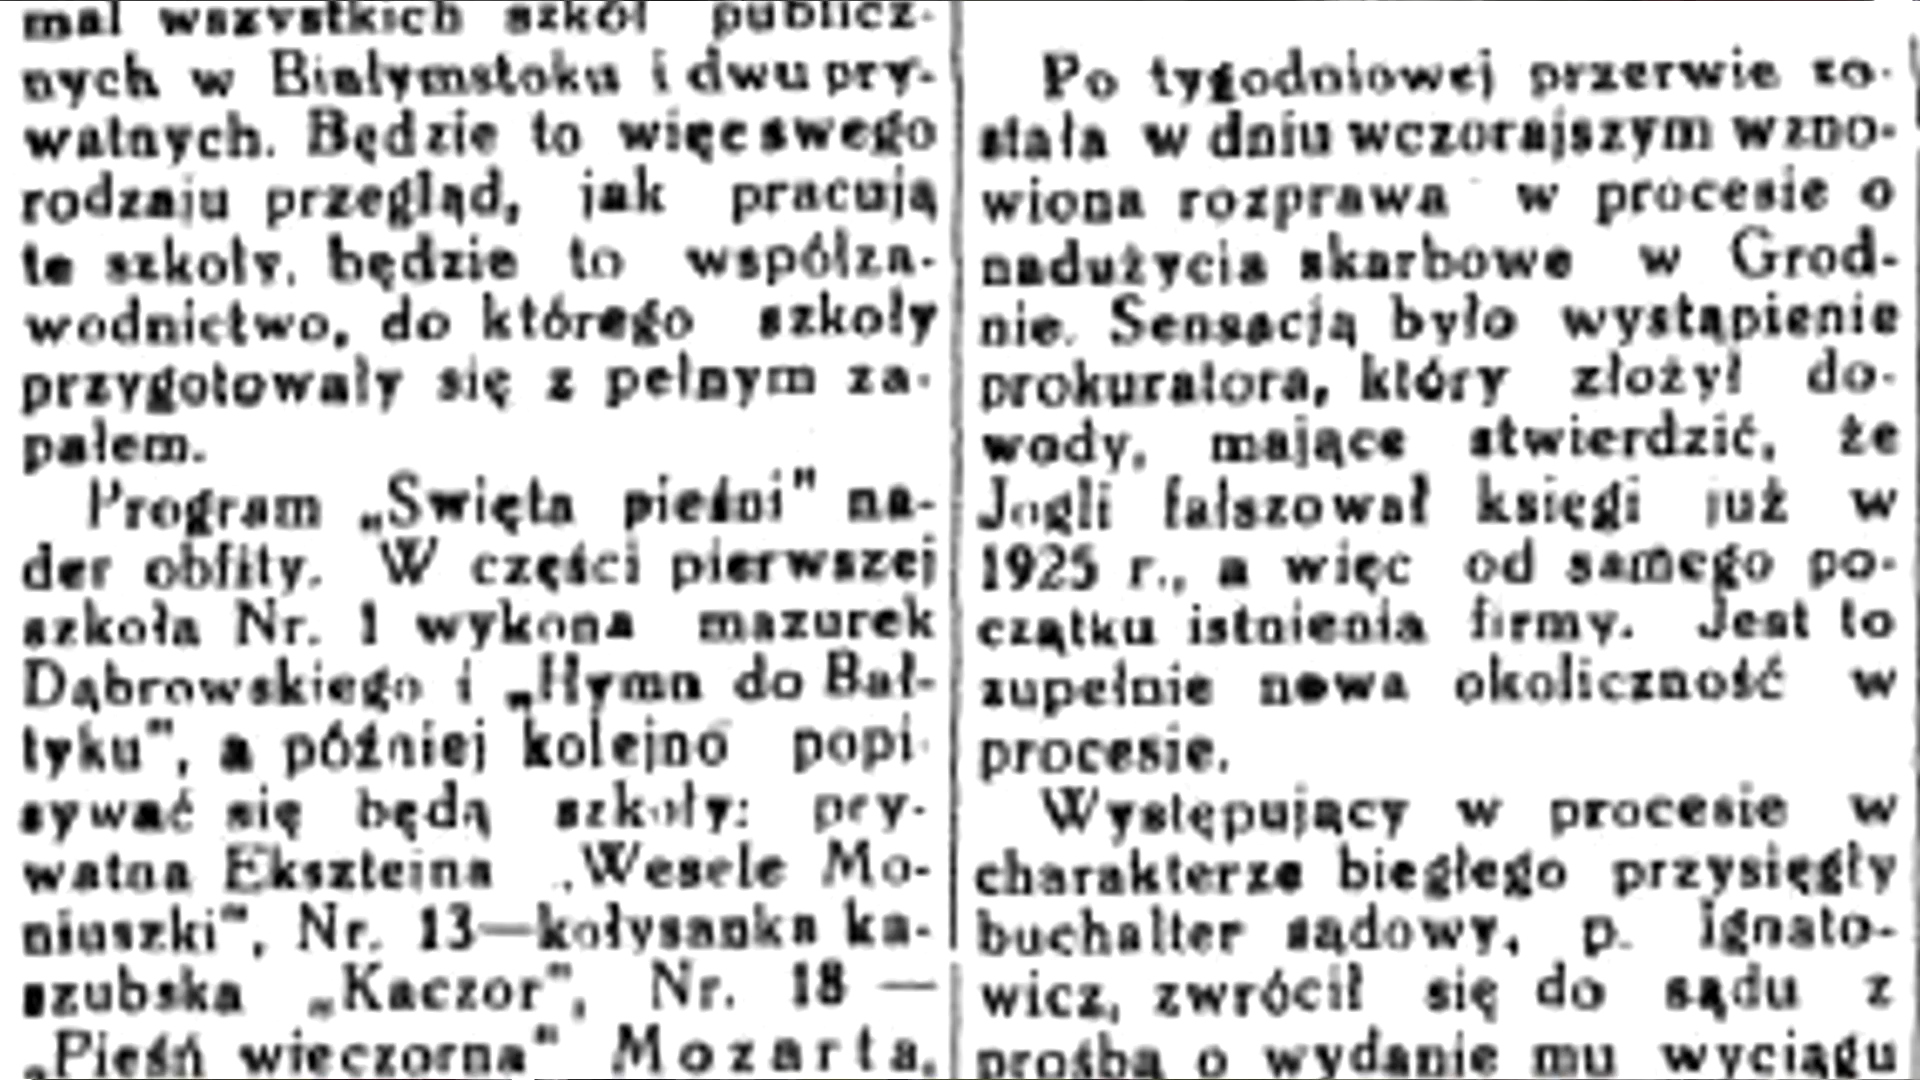 mal wszystkich szkół publicz-
nych w Białymstoku i dwu pry-
watnych. Będzie to więc swego
rodzaju przegląd, jak pracują
te szkoły, będzie to współza-
wodnictwo, do którego szkoły
przygotowały się z pełnym za-
pałem.
Program „Święta pieśni" na-
der obfity. W części pierwszej
szkoła Nr. 1 wykona mazurek
Dąbrowskiego i „Hymn do Bał-
tyku", a później kolejno popi-
sywać się będą szkoły: pry-
watna Eksztejna „Wesele Mo-
niuszki", Nr. 13—kołysanka ka-
szubska „Kaczor", Nr. 18 —
„Pieśń wieczorna" Mozarta,
Po tygodniowej przerwie zo-
stała w dniu wczorajszym wzno-
wiona rozprawa w procesie o
nadużycia skarbowe w Grod-
nie. Sensacją było wystąpienie
prokuratora, który złożył do-
wody, mające stwierdzić, że
Jogli fałszował księgi już w
1925 r., a więc od samego po-
czątku istnienia firmy. Jest to
zupełnie nowa okoliczność w
procesie.
Występujący w procesie w
charakterze biegłego przysięgły
buchalter sądowy, p. Ignato-
wicz, zwrócił się do sądu z
prośbą o wydanie mu wyciągu